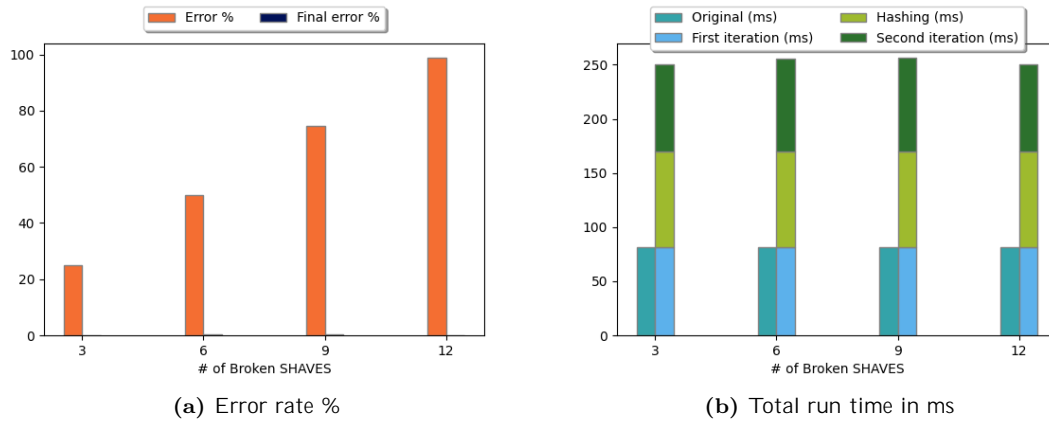 Error %
Final error %
100
80
60
40
20
0
3
6
9
12
# of Broken SHAVES
(a) Error rate %
Original (ms)
Hashing (ms)
First iteration (ms)
Second iteration (ms)
250
200
150
100
50
0
3
6
9
12
# of Broken SHAVES
(b) Total run time in ms